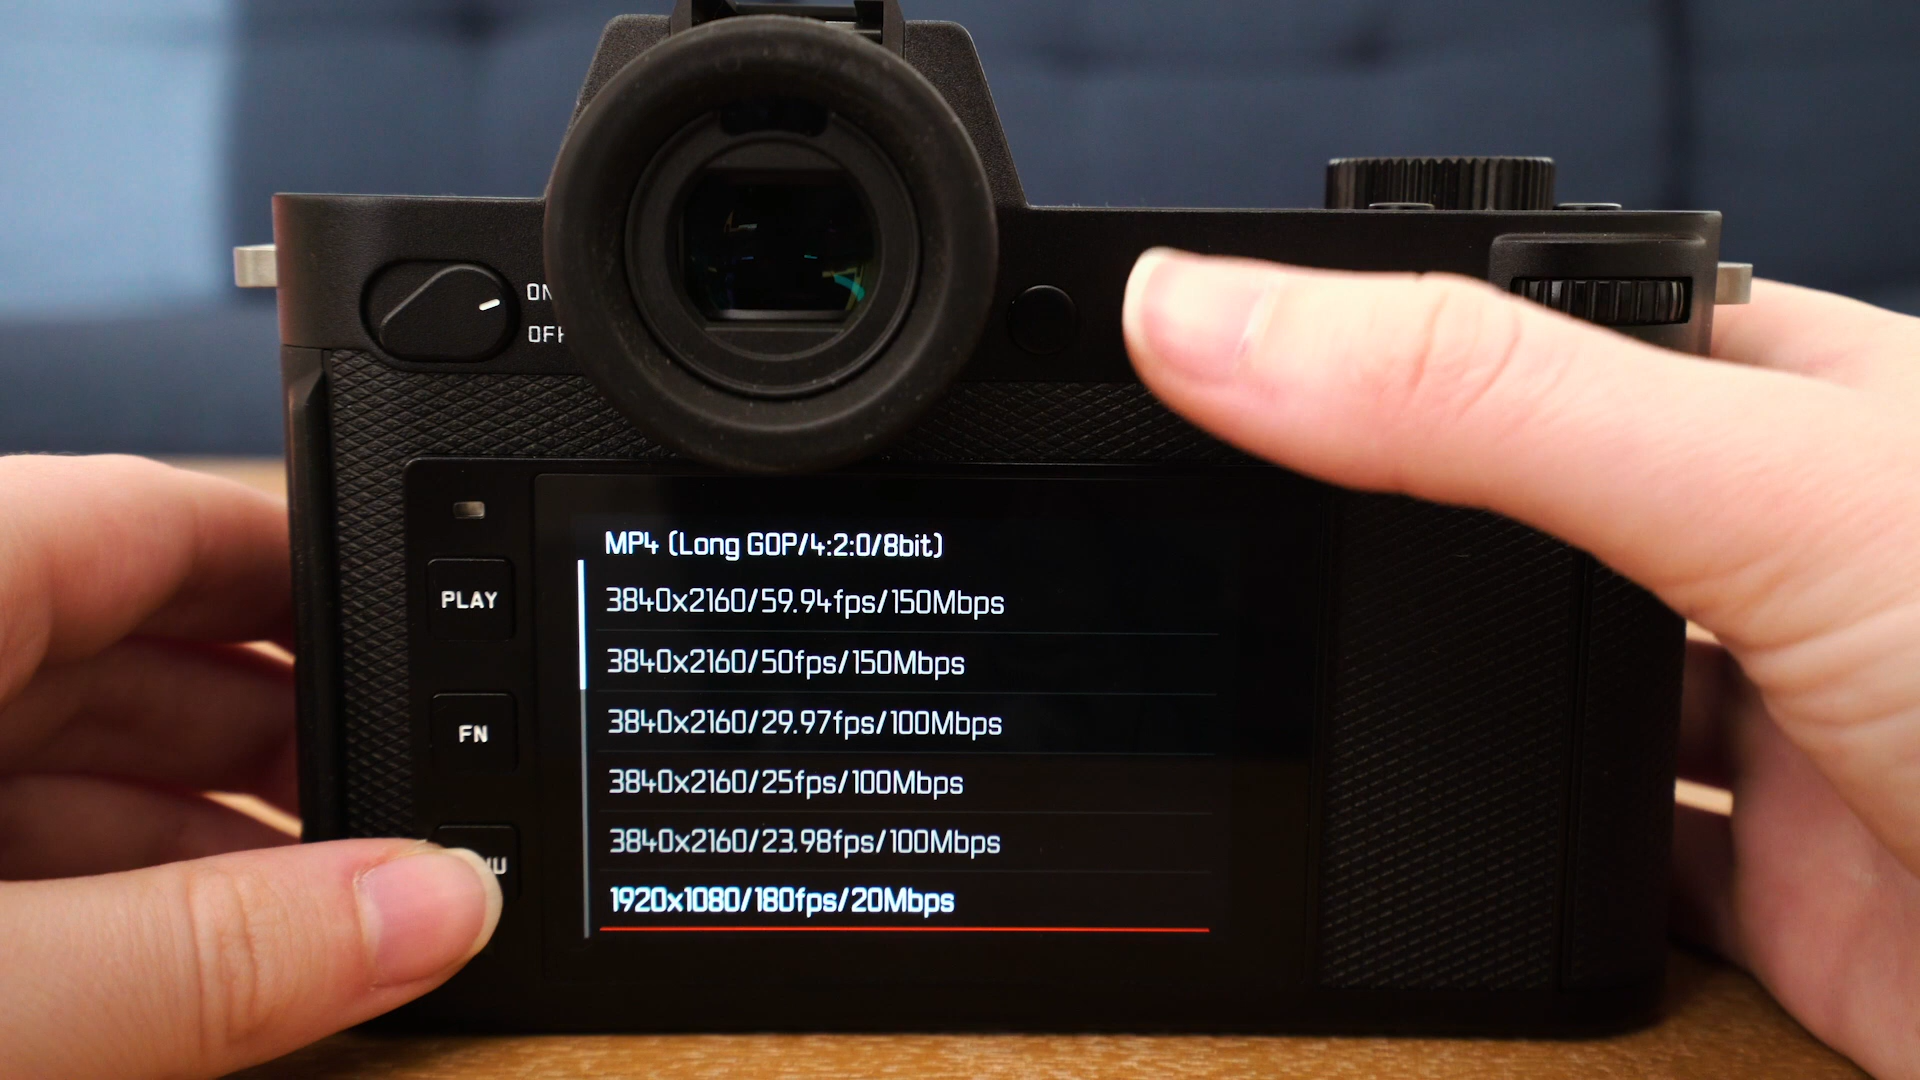 ON
OFF
MP4 (Long GOP/4:2:0/8bit)
3840x2160/59.94fps/150Mbps
PLAY
3840x2160/50fps/150Mbps
3840x2160/29.97fps/100Mbps
FN
3840x2160/25fps/100Mbps
3840x2160/23.98fps/100Mbps
NU
1920x1080/180fps/20Mbps